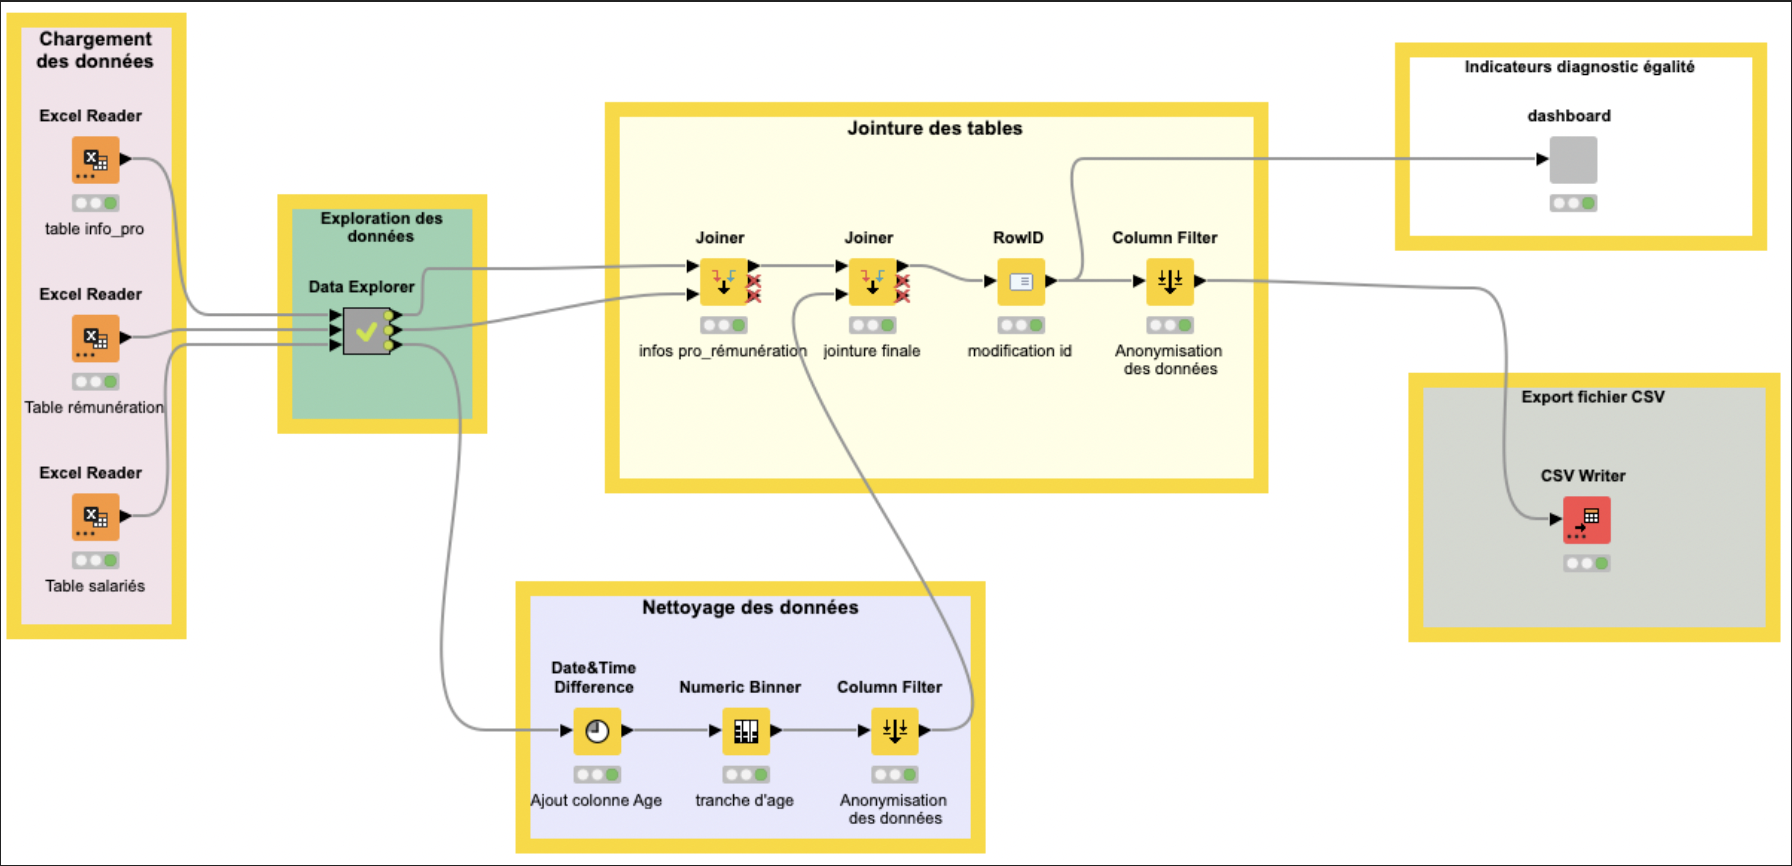 Chargement
des données
Excel Reader
table info_pro
Excel Reader
Table rémunération
Excel Reader
Table salariés
Exploration des
données
Data Explorer
Jointure des tables
Joiner
infos pro_rémunération
Joiner
jointure finale
RowID
modification id
Column Filter
Anonymisation
des données
Nettoyage des données
Date&Time
Difference
Ajout colonne Age
Numeric Binner
tranche d'age
Column Filter
Anonymisation
des données
Indicateurs diagnostic égalité
dashboard
Export fichier CSV
CSV Writer